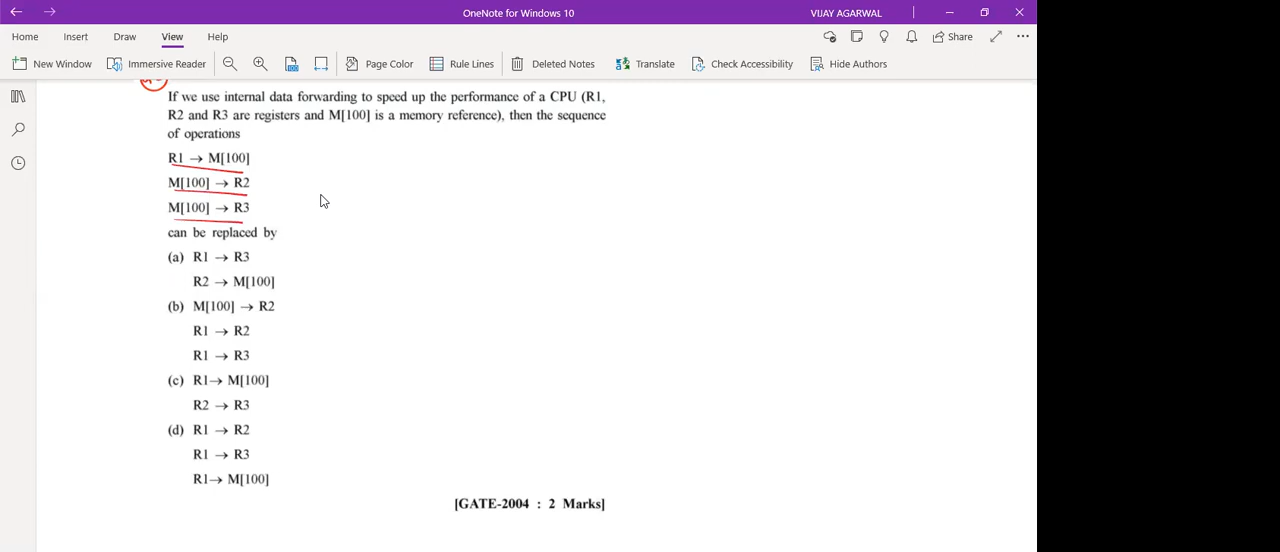 OneNote for Windows 10
VIJAY AGARWAL
Home Insert Draw View Help
Share
New Window Immersive Reader Page Color Rule Lines Deleted Notes Translate Check Accessibility Hide Authors
If we use internal data forwarding to speed up the performance of a CPU (R1,
R2 and R3 are registers and M[100] is a memory reference), then the sequence
of operations
R1 → M[100]
M[100] → R2
M[100] → R3
can be replaced by
(a) R1 → R3
R2 → M[100]
(b) M[100] → R2
R1 → R2
R1 → R3
(c) R1→ M[100]
R2 → R3
(d) R1 → R2
R1 → R3
R1→ M[100]
[GATE-2004 : 2 Marks]